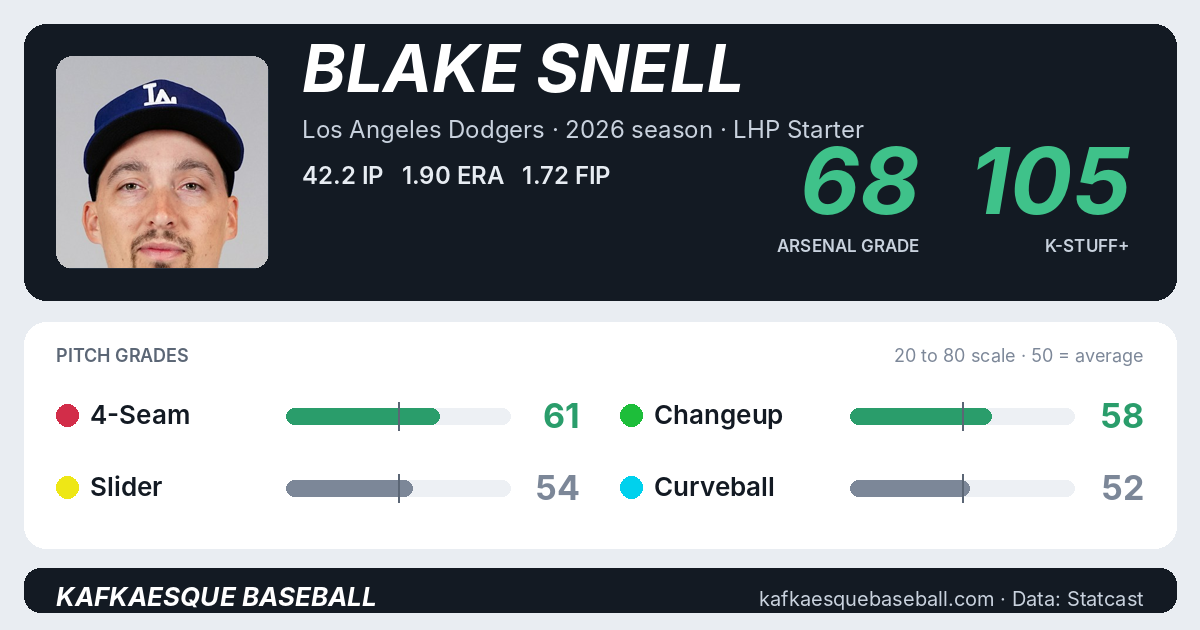 LA
BLAKE SNELL
Los Angeles Dodgers · 2026 season · LHP Starter
42.2 IP 1.90 ERA 1.72 FIP
68 105
ARSENAL GRADE K-STUFF+
PITCH GRADES 20 to 80 scale · 50 = average
4-Seam 61 Changeup 58
Slider 54 Curveball 52
KAFKAESQUE BASEBALL kafkaesquebaseball.com · Data: Statcast